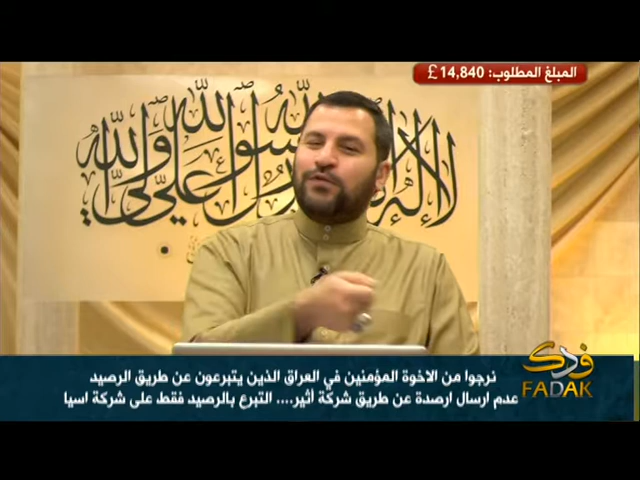 المبلغ المطلوب: 14,840 £
لا إله إلا الله محمد رسول الله علي ولي الله
نرجوا من الاخوة المؤمنين في العراق الذين يتبرعون عن طريق الرصيد
عدم ارسال ارصدة عن طريق شركة أثير.... التبرع بالرصيد فقط على شركة اسيا
فدك
FADAK